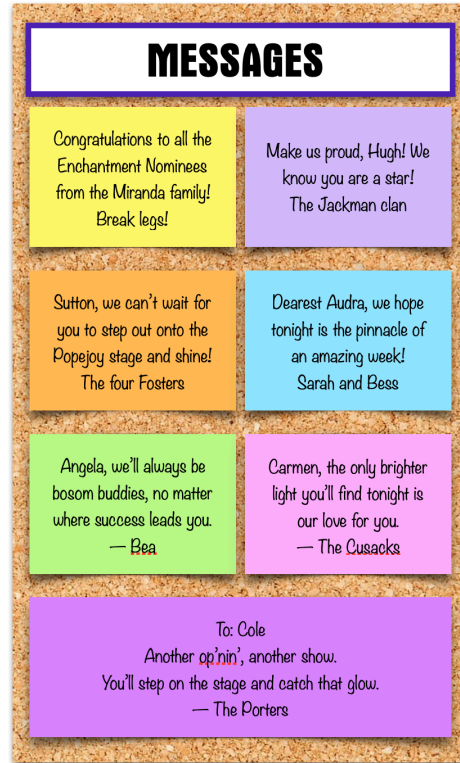 MESSAGES
Congratulations to all the
Enchantment Nominees
from the Miranda family!
Break legs!
Make us proud, Hugh! We
know you are a star!
The Jackman clan
Sutton, we can't wait for
you to step out onto the
Popejoy stage and shine!
The four Fosters
Dearest Audra, we hope
tonight is the pinnacle of
an amazing week!
Sarah and Bess
Angela, we'll always be
bosom buddies, no matter
where success leads you.
— Bea
Carmen, the only brighter
light you'll find tonight is
our love for you.
— The Cusacks
To: Cole
Another op'nin', another show.
You'll step on the stage and catch that glow.
— The Porters